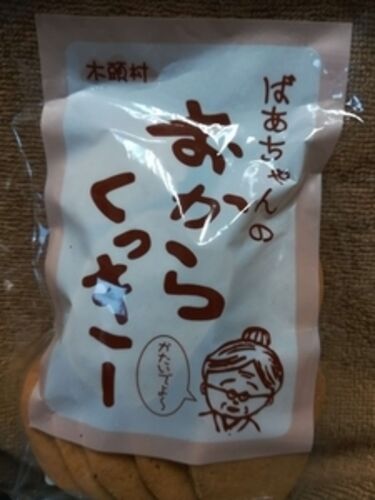 木頭村
ばあちゃんの
おから
くっきー
かたいでよ～